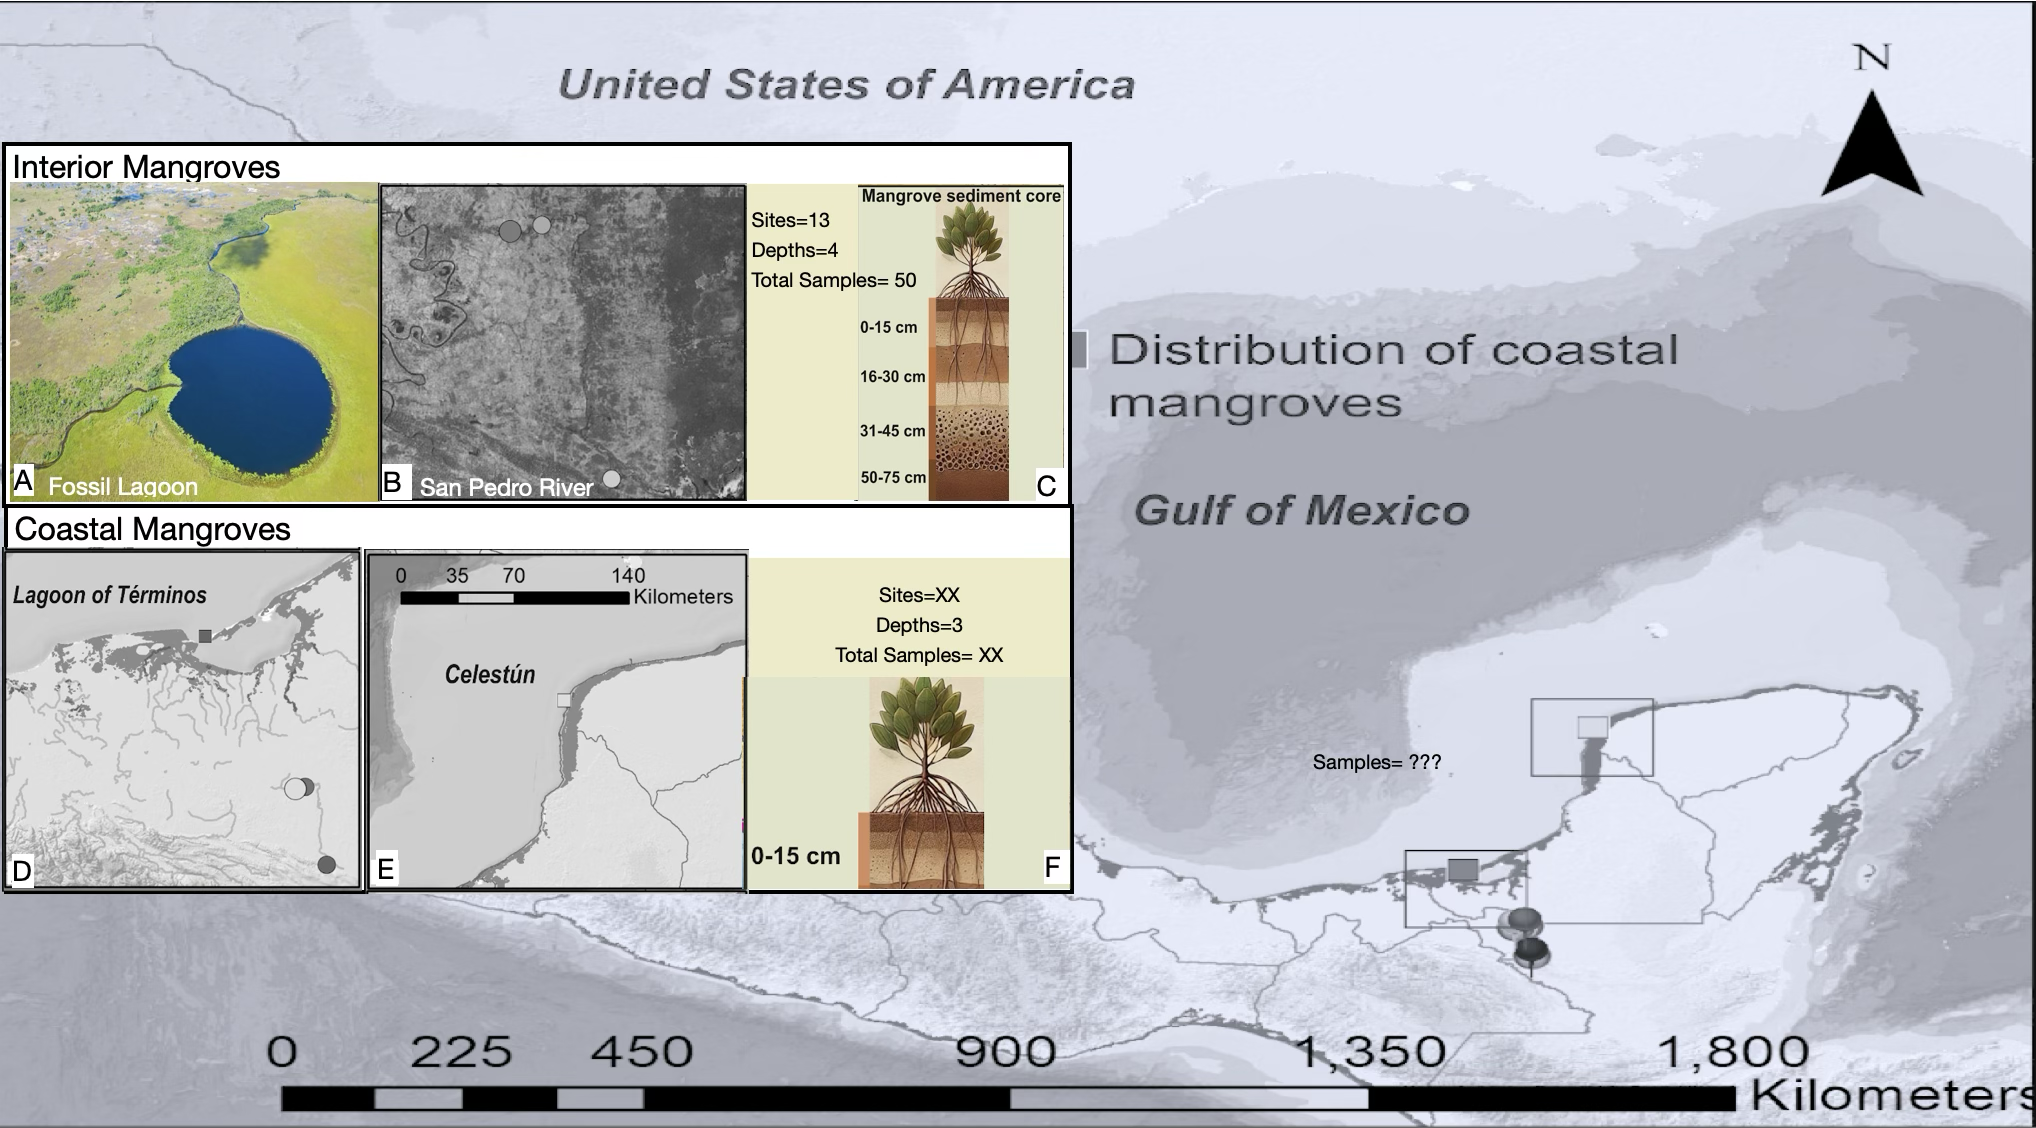 United States of America
N
Interior Mangroves
A Fossil Lagoon
B San Pedro River
Sites=13
Depths=4
Total Samples= 50
Mangrove sediment core
0-15 cm
16-30 cm
31-45 cm
50-75 cm
C
Distribution of coastal
mangroves
Gulf of Mexico
Coastal Mangroves
Lagoon of Términos
D
0 35 70 140
Kilometers
Celestún
E
Sites=XX
Depths=3
Total Samples= XX
0-15 cm
F
Samples= ???
0 225 450 900 1,350 1,800
Kilometers